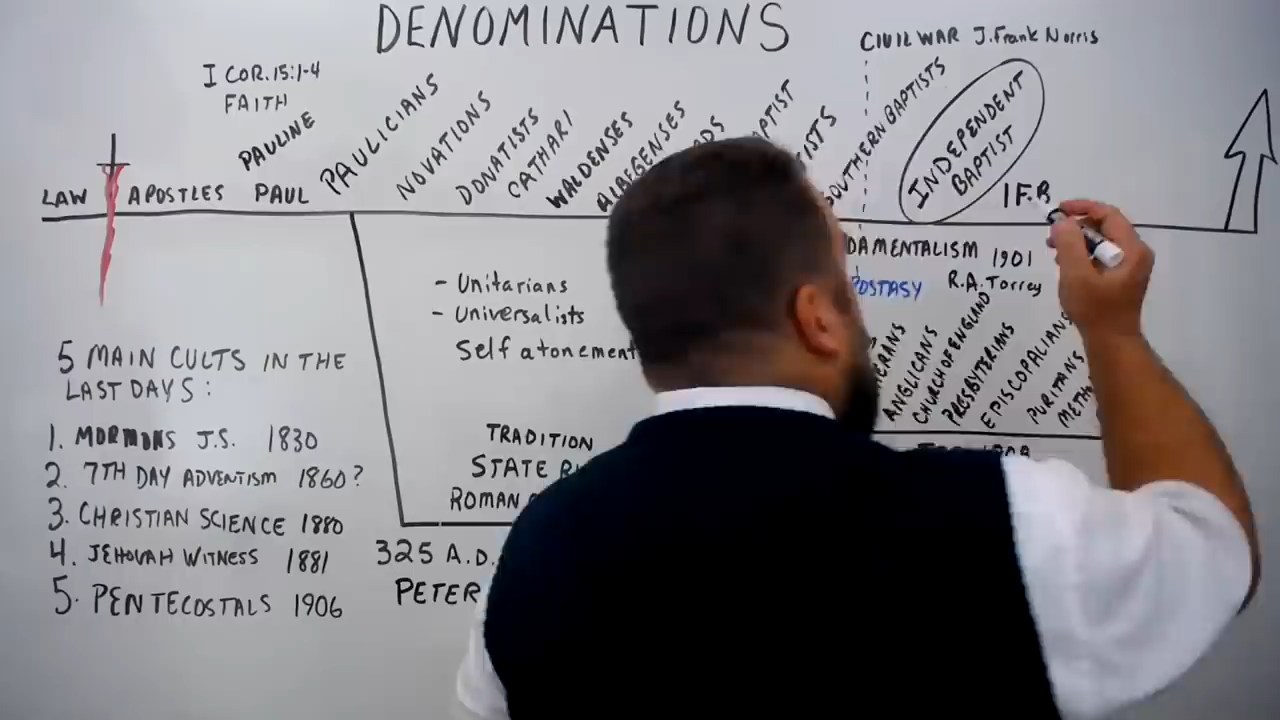 DENOMINATIONS
CIVIL WAR J. Frank Norris
I COR. 15:1-4
FAITH
PAULINE
LAW
APOSTLES
PAUL
PAULICIANS
NOVATIONS
DONATISTS
CATHARI
WALDENSES
ALBEGENSES
SOUTHERN BAPTISTS
INDEPENDENT
BAPTIST
I F.B
- Unitarians
- Universalists
Self atonement
DAMENTALISM 1901
R.A. Torrey
ANGLICANS
CHURCH OF ENGLAND
PRESBYTERIANS
EPISCOPALIANS
PURITANS
METH
TRADITION
STATE
ROMAN
325 A.D.
PETER
5 MAIN CULTS IN THE
LAST DAYS:
1. MORMONS J.S. 1830
2. 7TH DAY ADVENTISM 1860?
3. CHRISTIAN SCIENCE 1880
4. JEHOVAH WITNESS 1881
5. PENTECOSTALS 1906